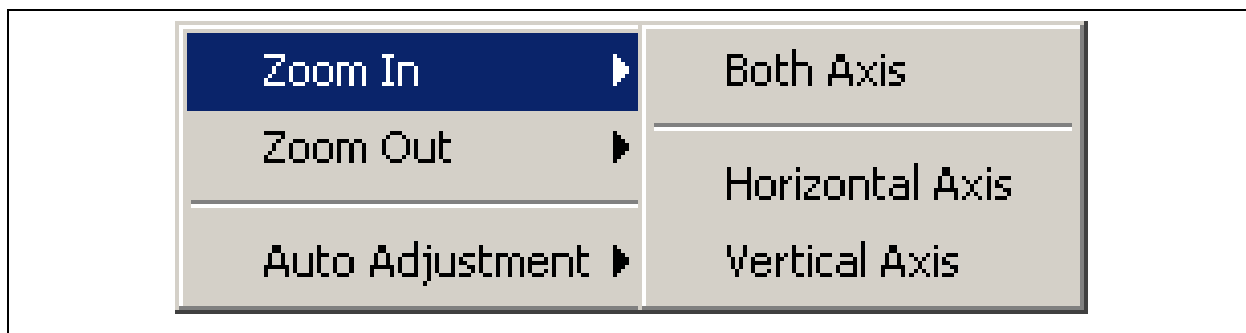 Zoom In
Zoom Out
Auto Adjustment
Both Axis
Horizontal Axis
Vertical Axis